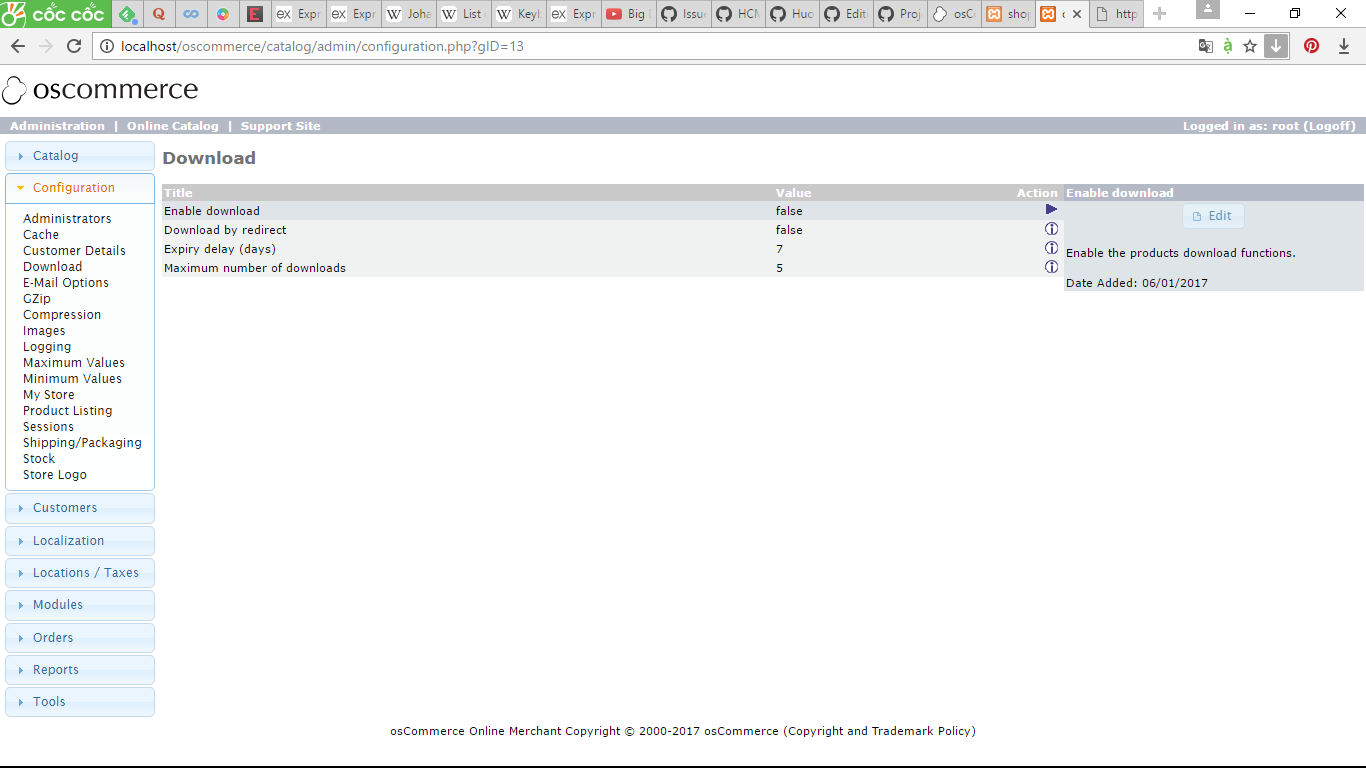 cốc cốc
Expr
Expr
Joha
List
Keyb
Expr
Big
Issue
HCM
Huo
Edit
Proj
osC
shop
http
localhost/oscommerce/catalog/admin/configuration.php?gID=13
oscommerce
Administration | Online Catalog | Support Site
Logged in as: root (Logoff)
Catalog
Configuration
Administrators
Cache
Customer Details
Download
E-Mail Options
GZip
Compression
Images
Logging
Maximum Values
Minimum Values
My Store
Product Listing
Sessions
Shipping/Packaging
Stock
Store Logo
Customers
Localization
Locations / Taxes
Modules
Orders
Reports
Tools
Download
Title Value Action
Enable download false
Download by redirect false
Expiry delay (days) 7
Maximum number of downloads 5
Enable download
Edit
Enable the products download functions.
Date Added: 06/01/2017
osCommerce Online Merchant Copyright © 2000-2017 osCommerce (Copyright and Trademark Policy)